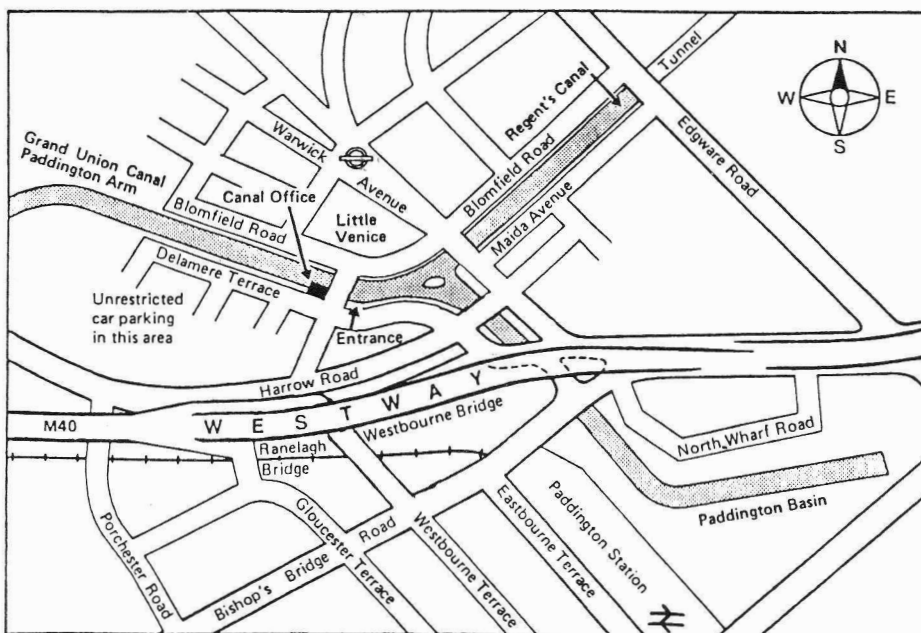 Tunnel
N
W
E
S
Regent's Canal
Edgware Road
Warwick
Avenue
Blomfield Road
Maida Avenue
Grand Union Canal
Paddington Arm
Canal Office
Blomfield Road
Little
Venice
Delamere Terrace
Unrestricted
car parking
in this area
Entrance
Harrow Road
WESTWAY
M40
Westbourne Bridge
Ranelagh
Bridge
North Wharf Road
Paddington Basin
Porchester Road
Gloucester Terrace
Bishop's Bridge Road
Westbourne Terrace
Eastbourne Terrace
Paddington Station